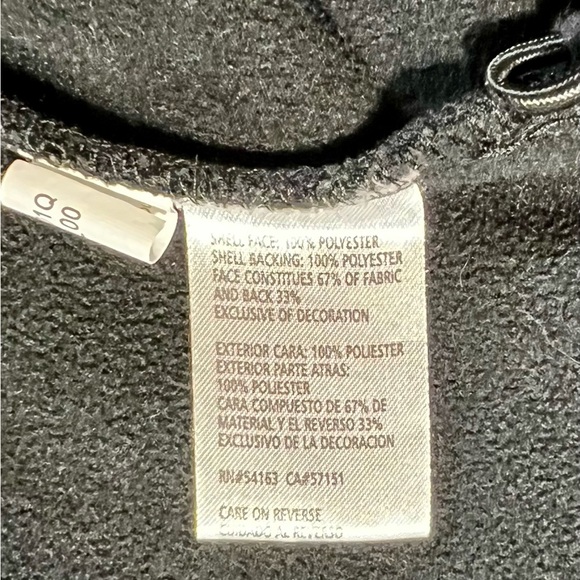 1Q
00
SHELL FACE: 100% POLYESTER
SHELL BACKING: 100% POLYESTER
FACE CONSTITUES 67% OF FABRIC
AND BACK 33%
EXCLUSIVE OF DECORATION
EXTERIOR CARA: 100% POLIESTER
EXTERIOR PARTE ATRAS:
100% POLIESTER
CARA COMPUESTO DE 67% DE
MATERIAL Y EL REVERSO 33%
EXCLUSIVO DE LA DECORACION
RN#54163 CA#57151
CARE ON REVERSE
CUIDADO AL REVERSO